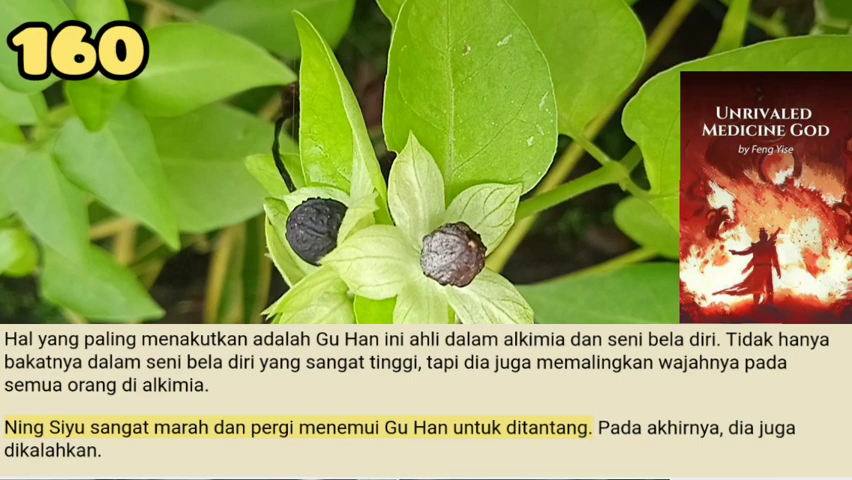 160
UNRIVALED
MEDICINE GOD
by Feng Yise
Hal yang paling menakutkan adalah Gu Han ini ahli dalam alkimia dan seni bela diri. Tidak hanya
bakatnya dalam seni bela diri yang sangat tinggi, tapi dia juga memalingkan wajahnya pada
semua orang di alkimia.
Ning Siyu sangat marah dan pergi menemui Gu Han untuk ditantang. Pada akhirnya, dia juga
dikalahkan.